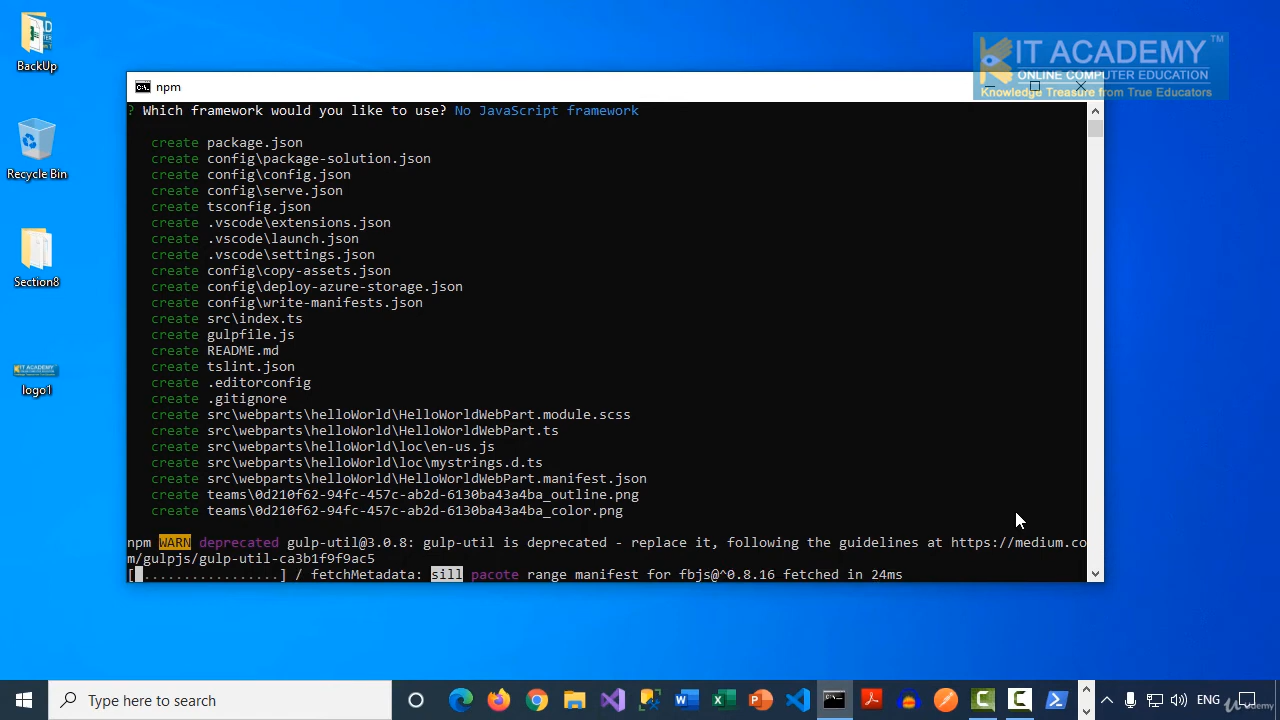 BackUp
Recycle Bin
Section8
logo1
KIT ACADEMY™
ONLINE COMPUTER EDUCATION
Knowledge Treasure from True Educators
npm
? Which framework would you like to use? No JavaScript framework
create package.json
create config\package-solution.json
create config\config.json
create config\serve.json
create tsconfig.json
create .vscode\extensions.json
create .vscode\launch.json
create .vscode\settings.json
create config\copy-assets.json
create config\deploy-azure-storage.json
create config\write-manifests.json
create src\index.ts
create gulpfile.js
create README.md
create tslint.json
create .editorconfig
create .gitignore
create src\webparts\helloWorld\HelloWorldWebPart.module.scss
create src\webparts\helloWorld\HelloWorldWebPart.ts
create src\webparts\helloWorld\loc\en-us.js
create src\webparts\helloWorld\loc\mystrings.d.ts
create src\webparts\helloWorld\HelloWorldWebPart.manifest.json
create teams\0d210f62-94fc-457c-ab2d-6130ba43a4ba_outline.png
create teams\0d210f62-94fc-457c-ab2d-6130ba43a4ba_color.png
npm WARN deprecated gulp-util@3.0.8: gulp-util is deprecated - replace it, following the guidelines at https://medium.co
m/gulpjs/gulp-util-ca3b1f9f9ac5
[ ................. ] / fetchMetadata: sill pacote range manifest for fbjs@^0.8.16 fetched in 24ms
Type here to search
ENG
Udemy